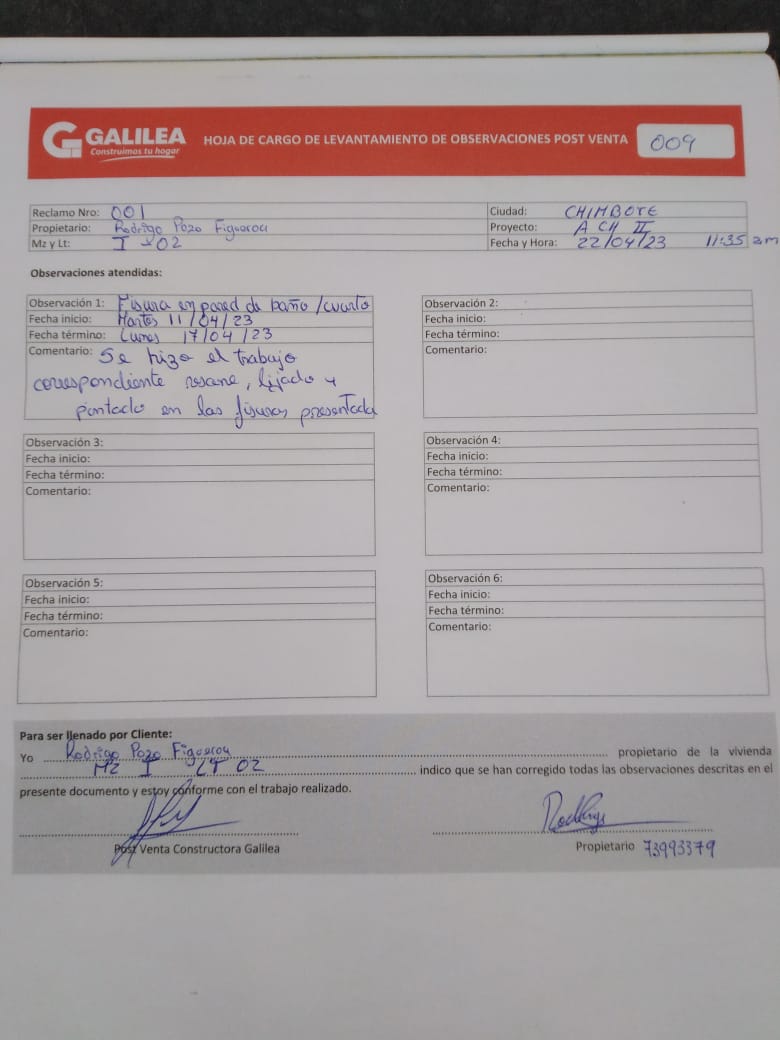 GALILEA
Construimos tu hogar
HOJA DE CARGO DE LEVANTAMIENTO DE OBSERVACIONES POST VENTA 009
Reclamo Nro: 001
Ciudad: CHIMBOTE
Propietario: Rodrigo Pozo Figueroa
Proyecto: A CH II
Mz y Lt: I - 02
Fecha y Hora: 22/04/23 11:35 am
Observaciones atendidas:
Observación 1: Fisura en pared de baño /cuarto
Fecha inicio: Martes 11/04/23
Fecha término: Lunes 17/04/23
Comentario: Se hizo el trabajo
correspondiente resane, lijado y
pintado en las fisuras presentada
Observación 2:
Fecha inicio:
Fecha término:
Comentario:
Observación 3:
Fecha inicio:
Fecha término:
Comentario:
Observación 4:
Fecha inicio:
Fecha término:
Comentario:
Observación 5:
Fecha inicio:
Fecha término:
Comentario:
Observación 6:
Fecha inicio:
Fecha término:
Comentario:
Para ser llenado por Cliente:
Yo Rodrigo Pozo Figueroa propietario de la vivienda
Mz I LT 02 indico que se han corregido todas las observaciones descritas en el
presente documento y estoy conforme con el trabajo realizado.
Rodrigo
Post Venta Constructora Galilea
Propietario 73993379